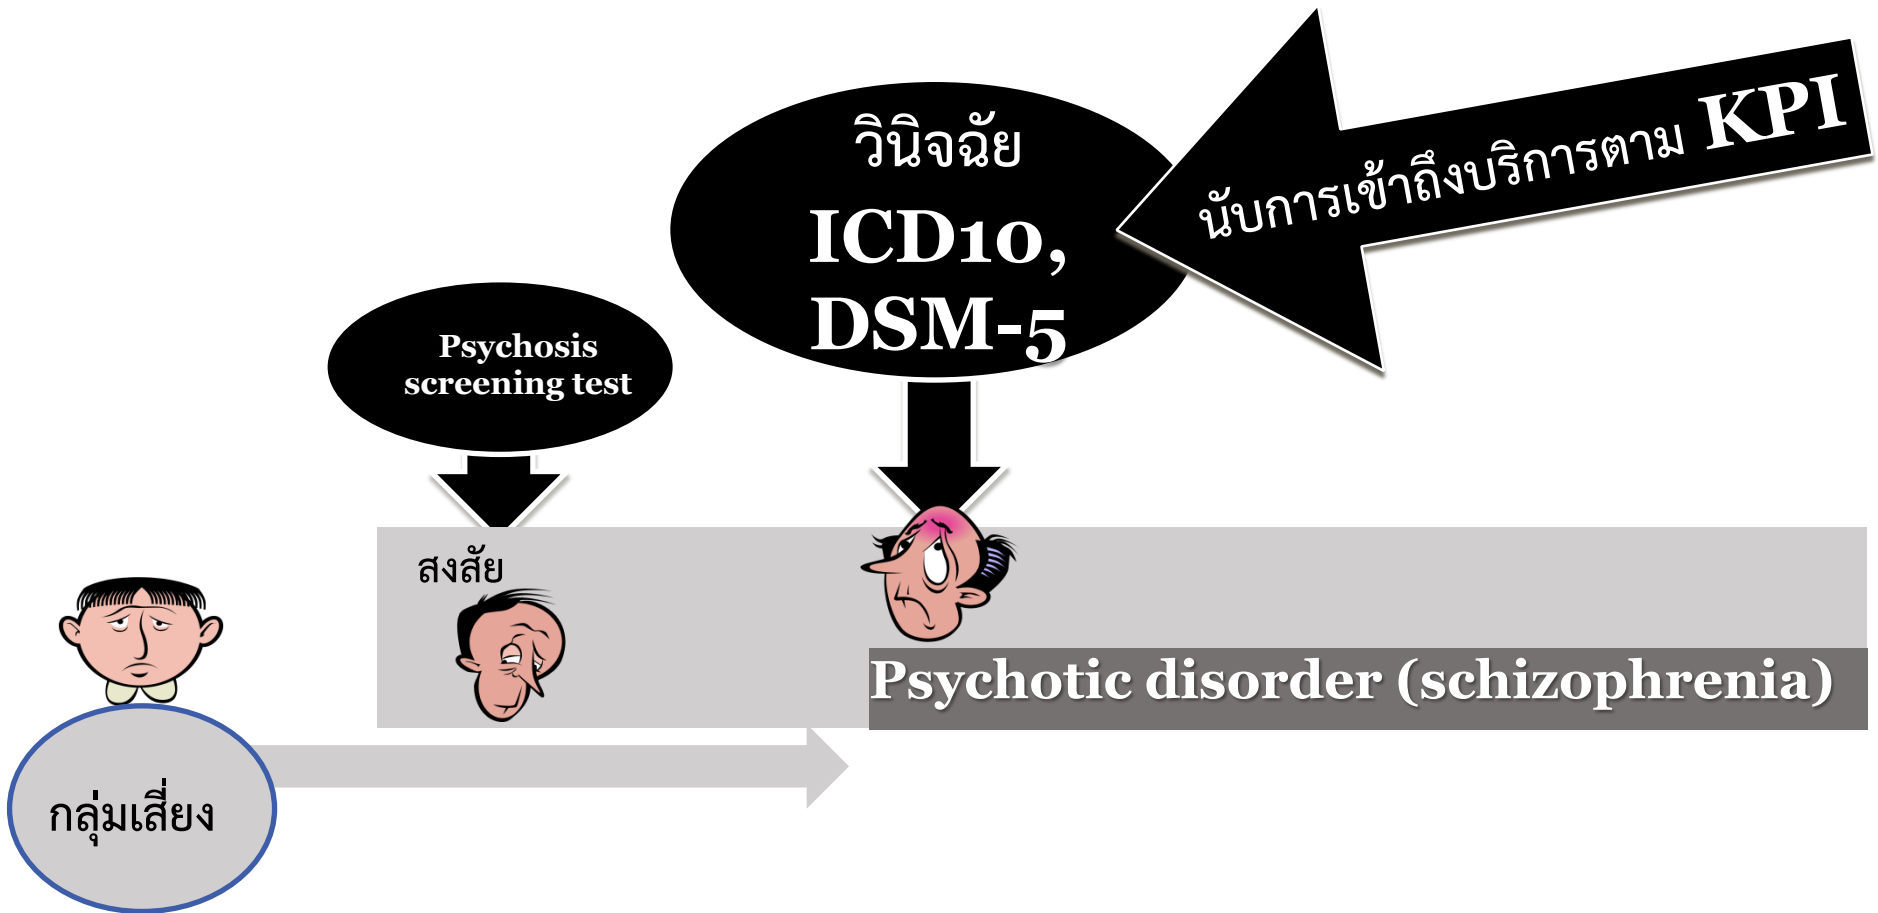 วินิจฉัย
ICD10,
DSM-5
นับการเข้าถึงบริการตาม KPI
Psychosis
screening test
สงสัย
Psychotic disorder (schizophrenia)
กลุ่มเสี่ยง